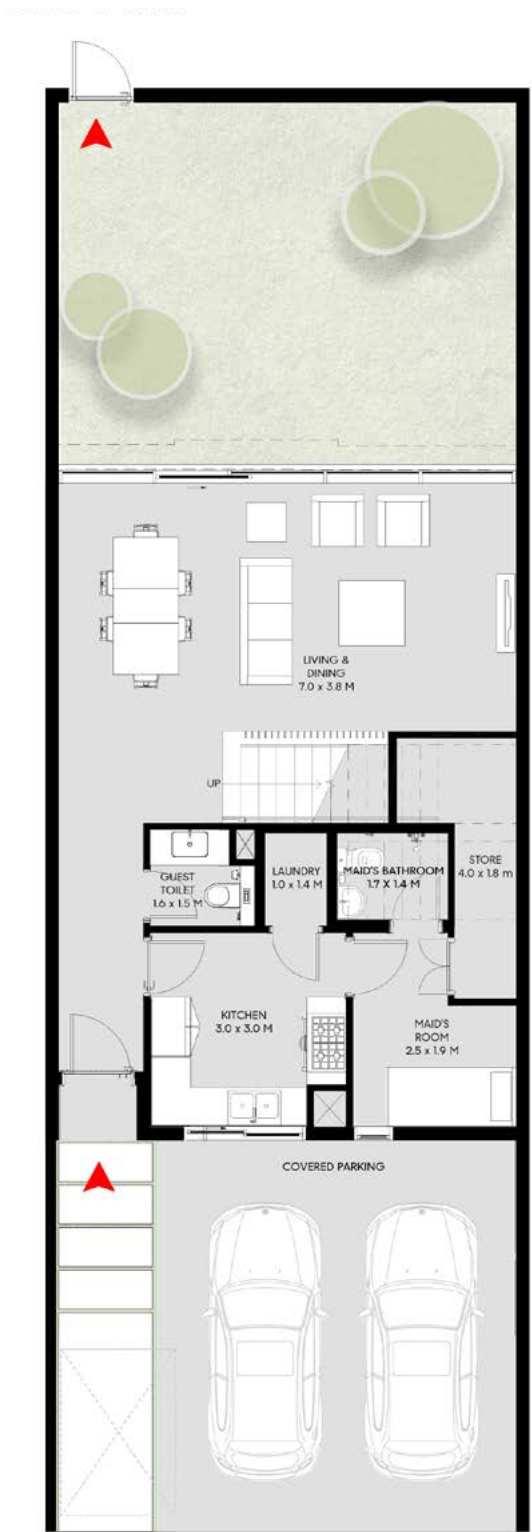 LIVING &
DINING
7.0 x 3.8 M
UP
GUEST
TOILET
1.6 x 1.5 M
LAUNDRY
1.0 x 1.4 M
MAID'S BATHROOM
1.7 X 1.4 M
STORE
4.0 x 1.8 m
KITCHEN
3.0 x 3.0 M
MAID'S
ROOM
2.5 x 1.9 M
COVERED PARKING